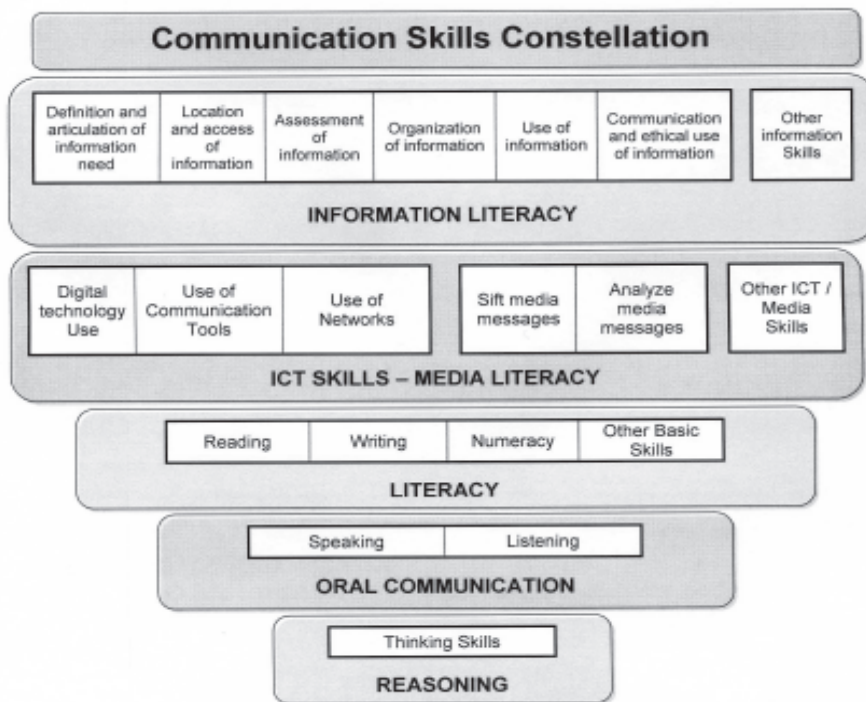 Communication Skills Constellation
Definition and
articulation of
information
need
Location
and access
of
information
Assessment
of
information
Organization
of information
Use of
information
Communication
and ethical use
of information
Other
information
Skills
INFORMATION LITERACY
Digital
technology
Use
Use of
Communication
Tools
Use of
Networks
Sift media
messages
Analyze
media
messages
Other ICT /
Media
Skills
ICT SKILLS – MEDIA LITERACY
Reading
Writing
Numeracy
Other Basic
Skills
LITERACY
Speaking
Listening
ORAL COMMUNICATION
Thinking Skills
REASONING